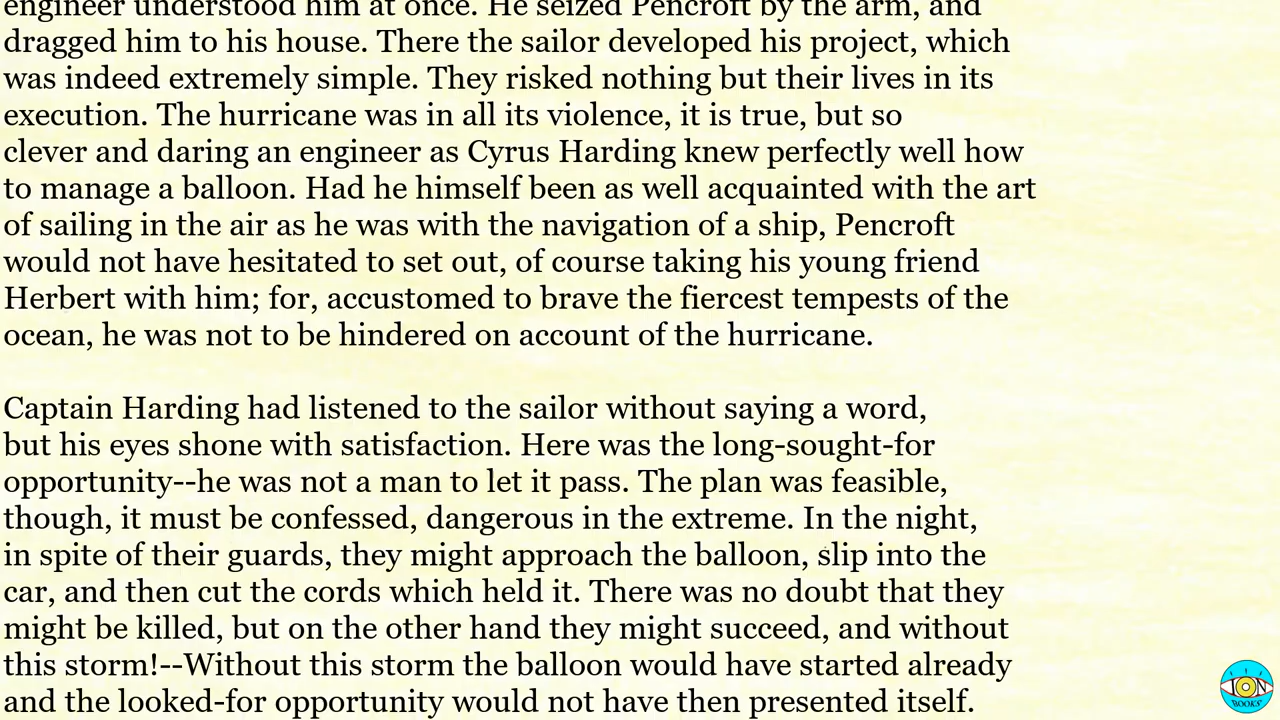 engineer understood him at once. He seized Pencroft by the arm, and
dragged him to his house. There the sailor developed his project, which
was indeed extremely simple. They risked nothing but their lives in its
execution. The hurricane was in all its violence, it is true, but so
clever and daring an engineer as Cyrus Harding knew perfectly well how
to manage a balloon. Had he himself been as well acquainted with the art
of sailing in the air as he was with the navigation of a ship, Pencroft
would not have hesitated to set out, of course taking his young friend
Herbert with him; for, accustomed to brave the fiercest tempests of the
ocean, he was not to be hindered on account of the hurricane.
Captain Harding had listened to the sailor without saying a word,
but his eyes shone with satisfaction. Here was the long-sought-for
opportunity--he was not a man to let it pass. The plan was feasible,
though, it must be confessed, dangerous in the extreme. In the night,
in spite of their guards, they might approach the balloon, slip into the
car, and then cut the cords which held it. There was no doubt that they
might be killed, but on the other hand they might succeed, and without
this storm!--Without this storm the balloon would have started already
and the looked-for opportunity would not have then presented itself.
ION
BOOKS